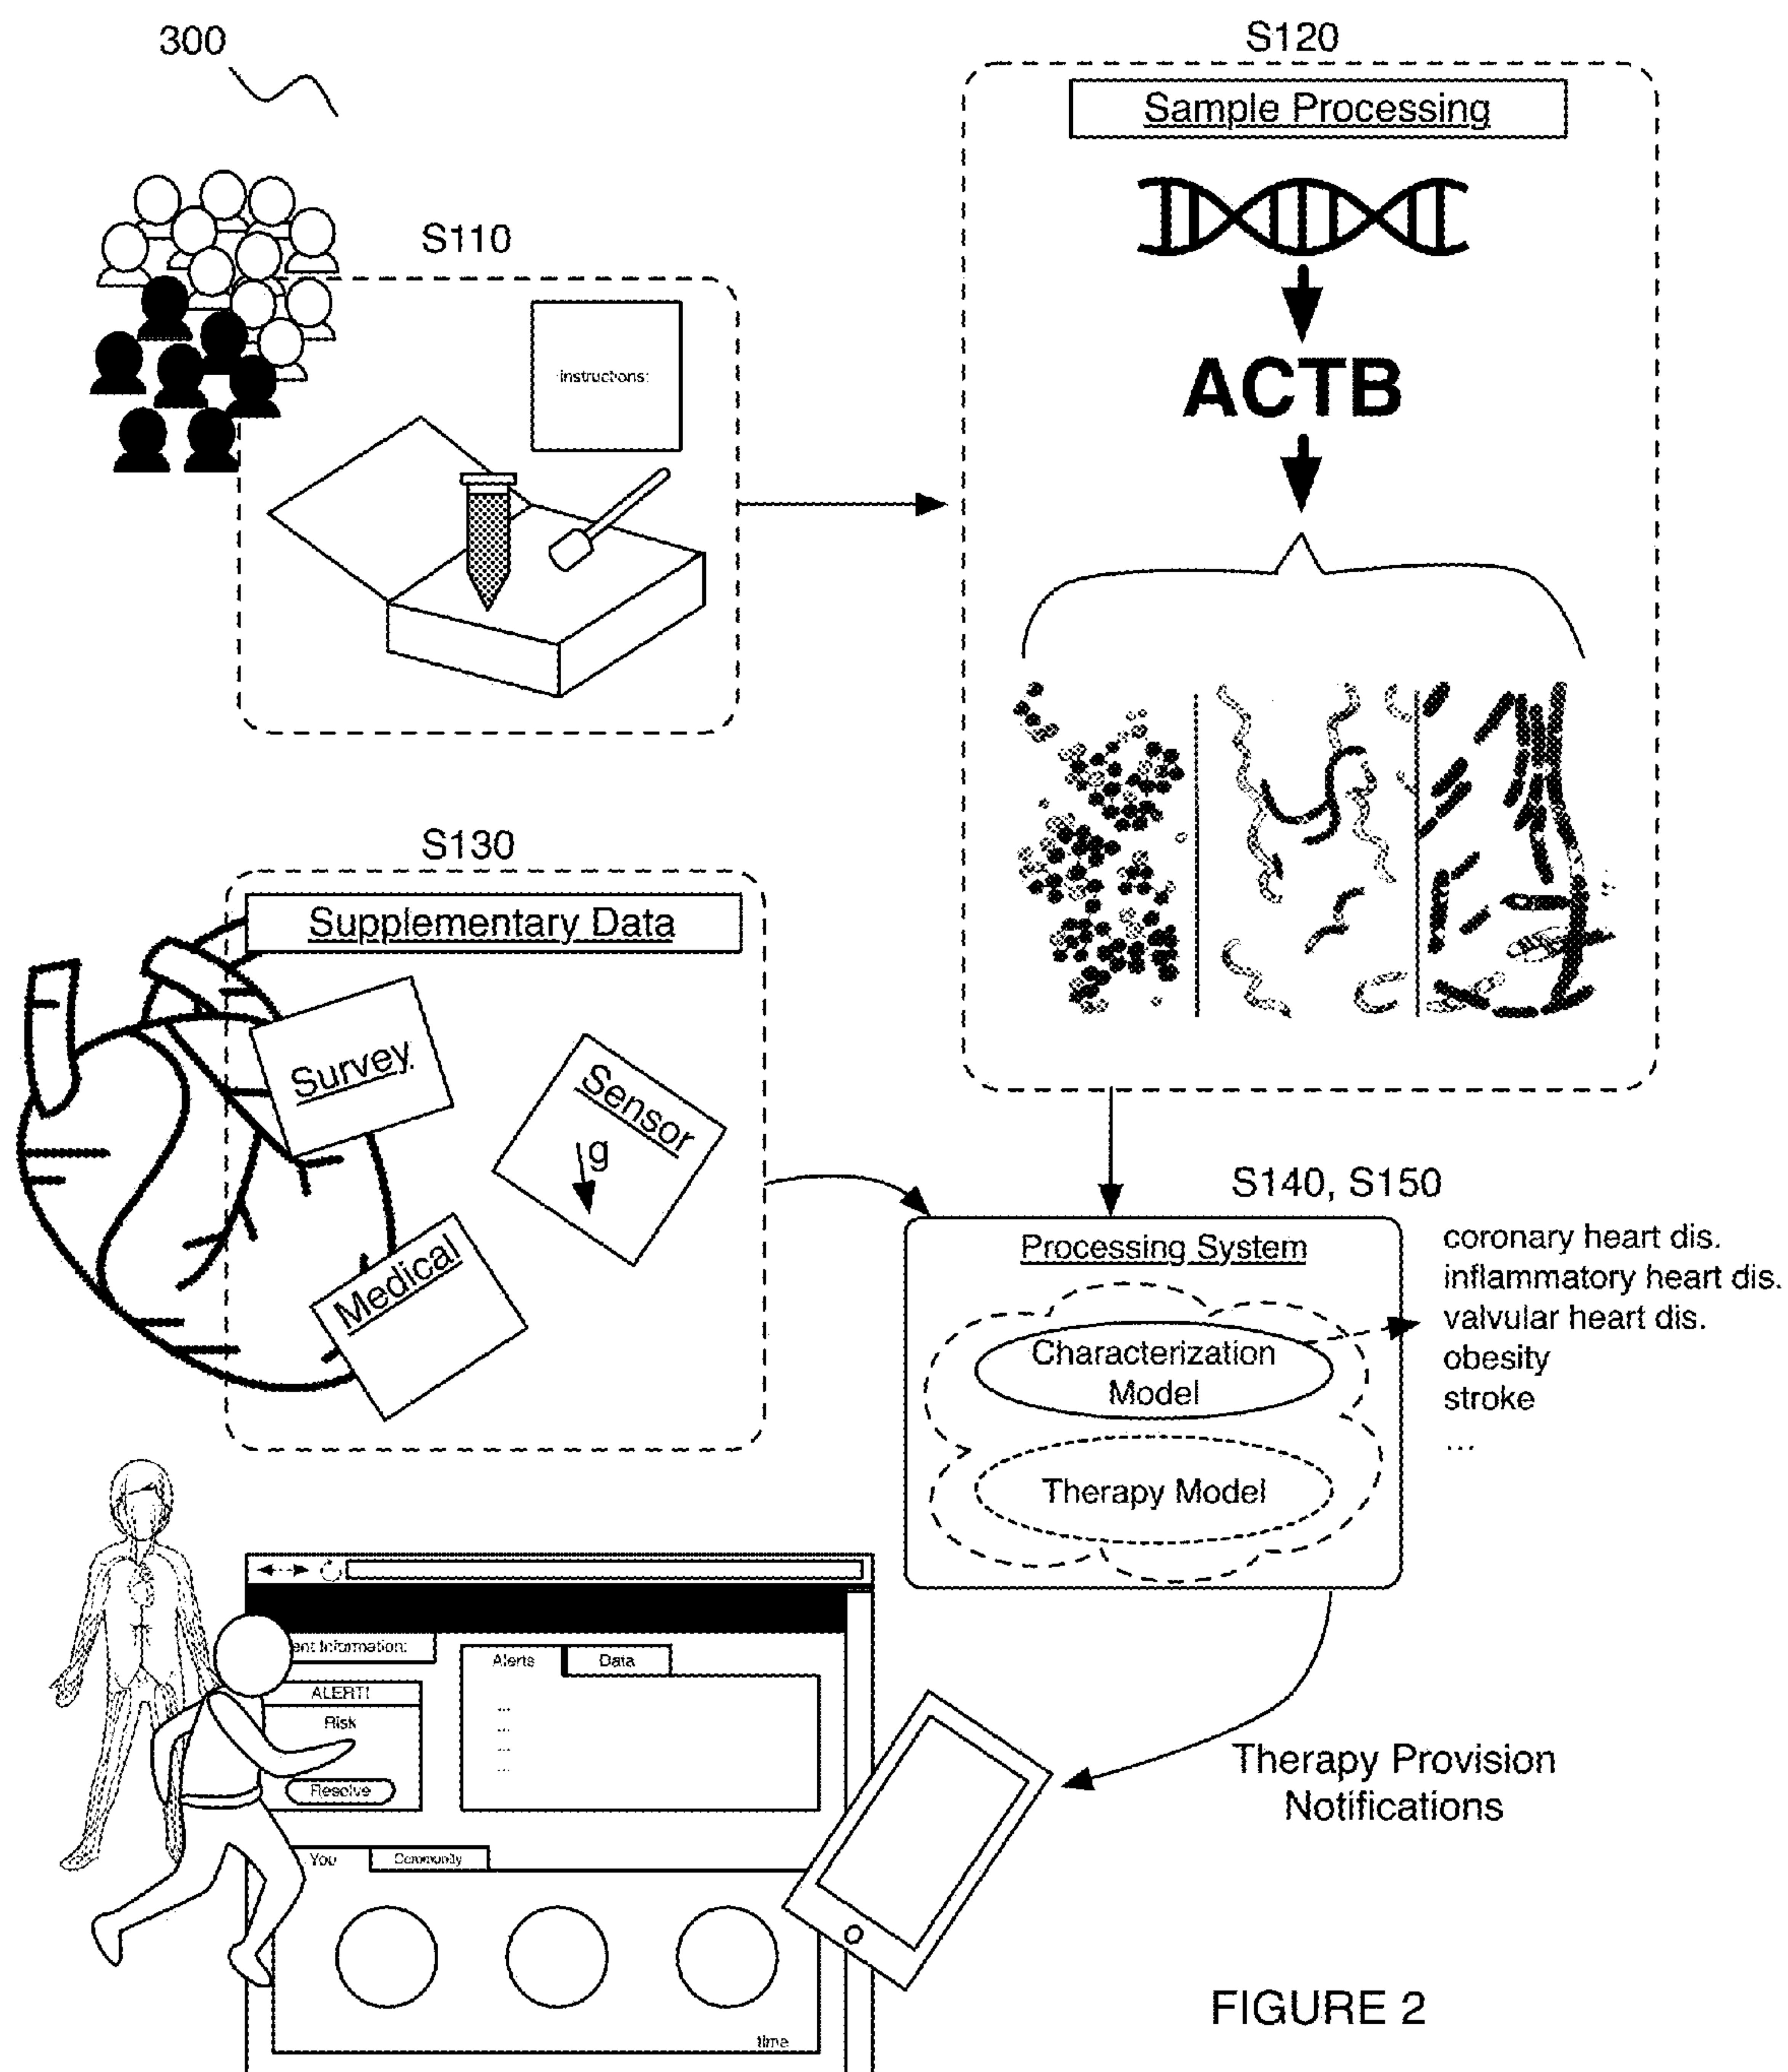 300
S110
instructions:
S120
Sample Processing
ACTB
S130
Supplementary Data
Survey
Sensor
g
Medical
S140, S150
Processing System
Characterization
Model
Therapy Model
coronary heart dis.
inflammatory heart dis.
valvular heart dis.
obesity
stroke
...
ent Information:
ALERT!
Risk
Resolve
Alerts
Data
...
...
...
...
You
Community
time
Therapy Provision
Notifications
FIGURE 2